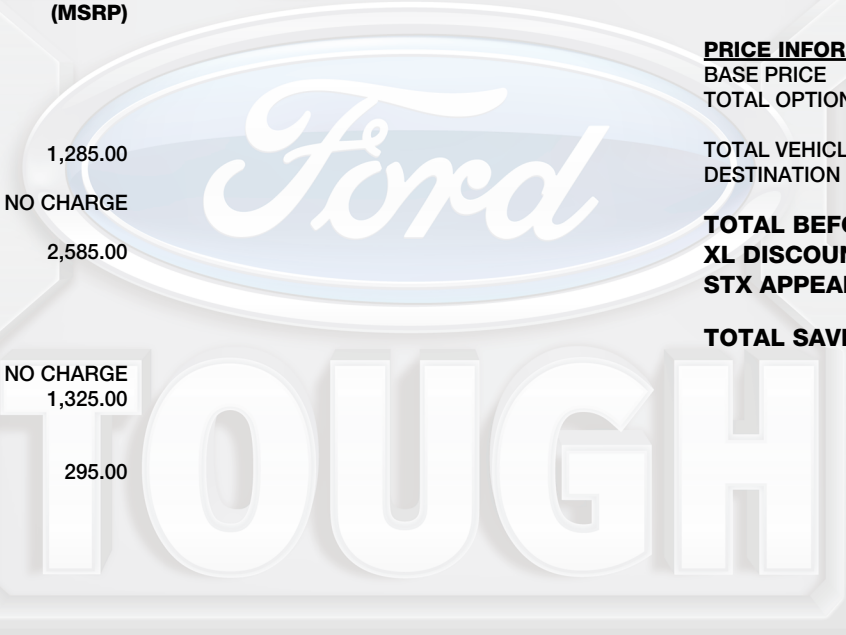 (MSRP)
1,285.00
NO CHARGE
2,585.00
NO CHARGE
1,325.00
295.00
PRICE INFOR
BASE PRICE
TOTAL OPTION
TOTAL VEHICL
DESTINATION
TOTAL BEFO
XL DISCOUN
STX APPEAR
TOTAL SAVI
Ford
TOUGH